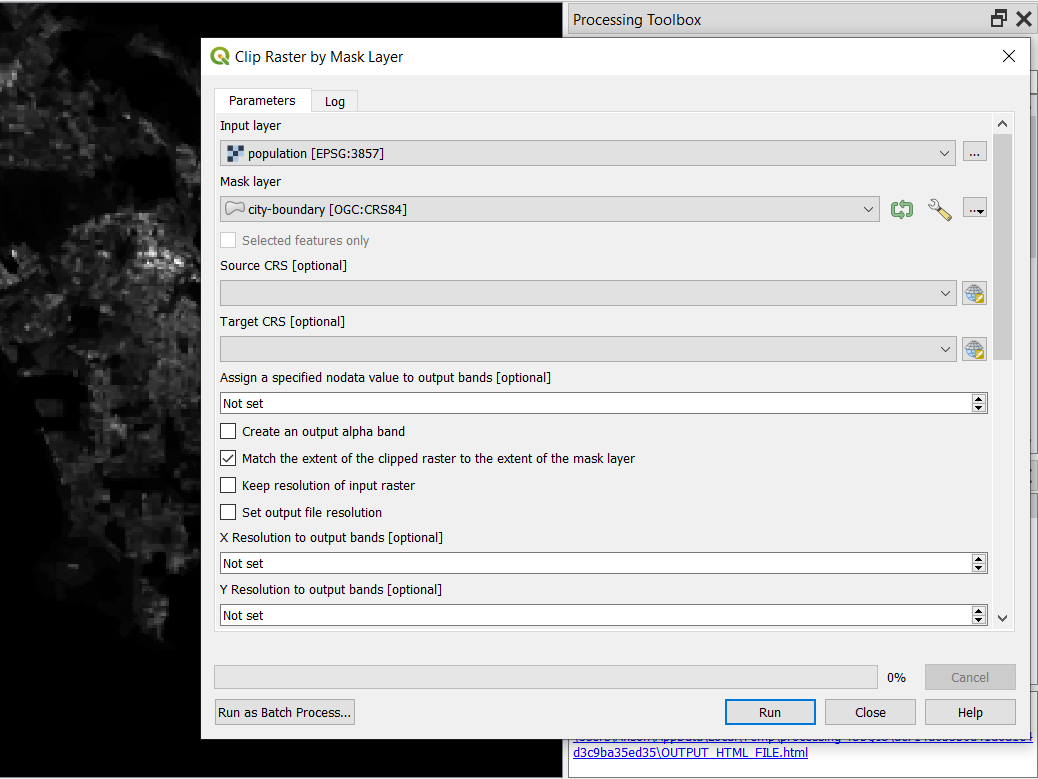 Processing Toolbox
Clip Raster by Mask Layer
Parameters
Log
Input layer
population [EPSG:3857]
...
Mask layer
city-boundary [OGC:CRS84]
...
Selected features only
Source CRS [optional]
Target CRS [optional]
Assign a specified nodata value to output bands [optional]
Not set
Create an output alpha band
Match the extent of the clipped raster to the extent of the mask layer
Keep resolution of input raster
Set output file resolution
X Resolution to output bands [optional]
Not set
Y Resolution to output bands [optional]
Not set
0%
Cancel
Run as Batch Process...
Run
Close
Help
d3c9ba35ed35\OUTPUT_HTML_FILE.html